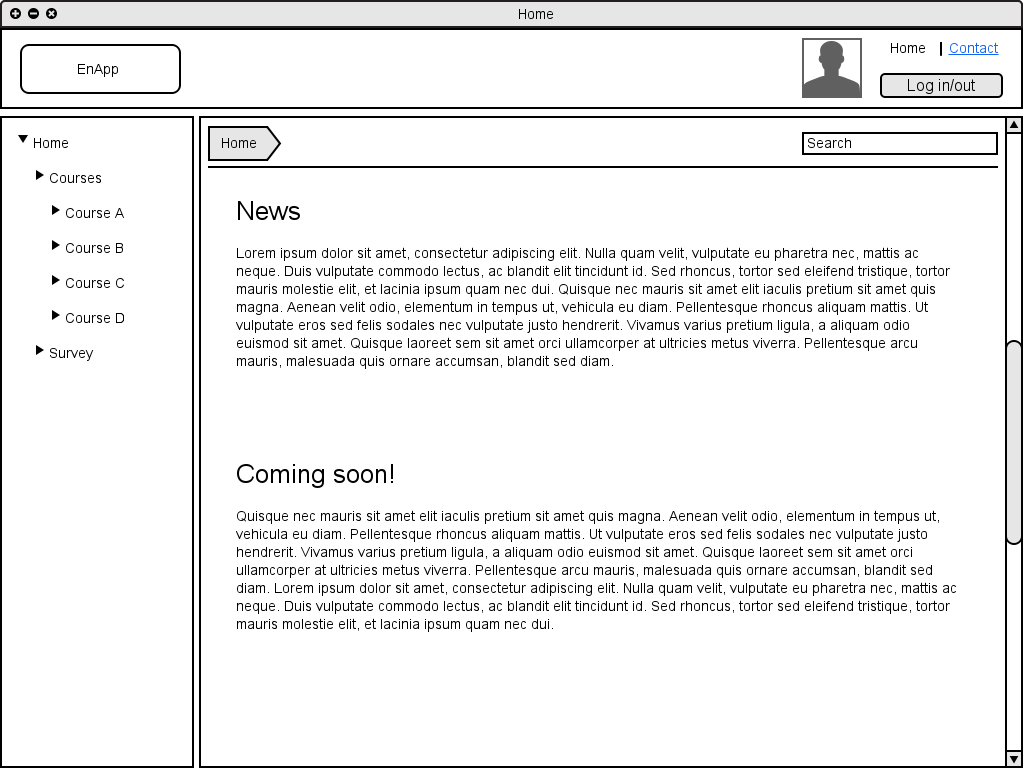 Home
EnApp
Home
Contact
Log in/out
Home
Courses
Course A
Course B
Course C
Course D
Survey
Home
Search
News
Lorem ipsum dolor sit amet, consectetur adipiscing elit. Nulla quam velit, vulputate eu pharetra nec, mattis ac
neque. Duis vulputate commodo lectus, ac blandit elit tincidunt id. Sed rhoncus, tortor sed eleifend tristique, tortor
mauris molestie elit, et lacinia ipsum quam nec dui. Quisque nec mauris sit amet elit iaculis pretium sit amet quis
magna. Aenean velit odio, elementum in tempus ut, vehicula eu diam. Pellentesque rhoncus aliquam mattis. Ut
vulputate eros sed felis sodales nec vulputate justo hendrerit. Vivamus varius pretium ligula, a aliquam odio
euismod sit amet. Quisque laoreet sem sit amet orci ullamcorper at ultricies metus viverra. Pellentesque arcu
mauris, malesuada quis ornare accumsan, blandit sed diam.
Coming soon!
Quisque nec mauris sit amet elit iaculis pretium sit amet quis magna. Aenean velit odio, elementum in tempus ut,
vehicula eu diam. Pellentesque rhoncus aliquam mattis. Ut vulputate eros sed felis sodales nec vulputate justo
hendrerit. Vivamus varius pretium ligula, a aliquam odio euismod sit amet. Quisque laoreet sem sit amet orci
ullamcorper at ultricies metus viverra. Pellentesque arcu mauris, malesuada quis ornare accumsan, blandit sed
diam. Lorem ipsum dolor sit amet, consectetur adipiscing elit. Nulla quam velit, vulputate eu pharetra nec, mattis ac
neque. Duis vulputate commodo lectus, ac blandit elit tincidunt id. Sed rhoncus, tortor sed eleifend tristique, tortor
mauris molestie elit, et lacinia ipsum quam nec dui.